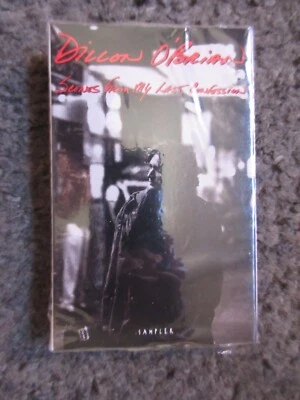 DILLON O'BRIAN
SCENES FROM MY LAST CONFESSION
SAMPLER